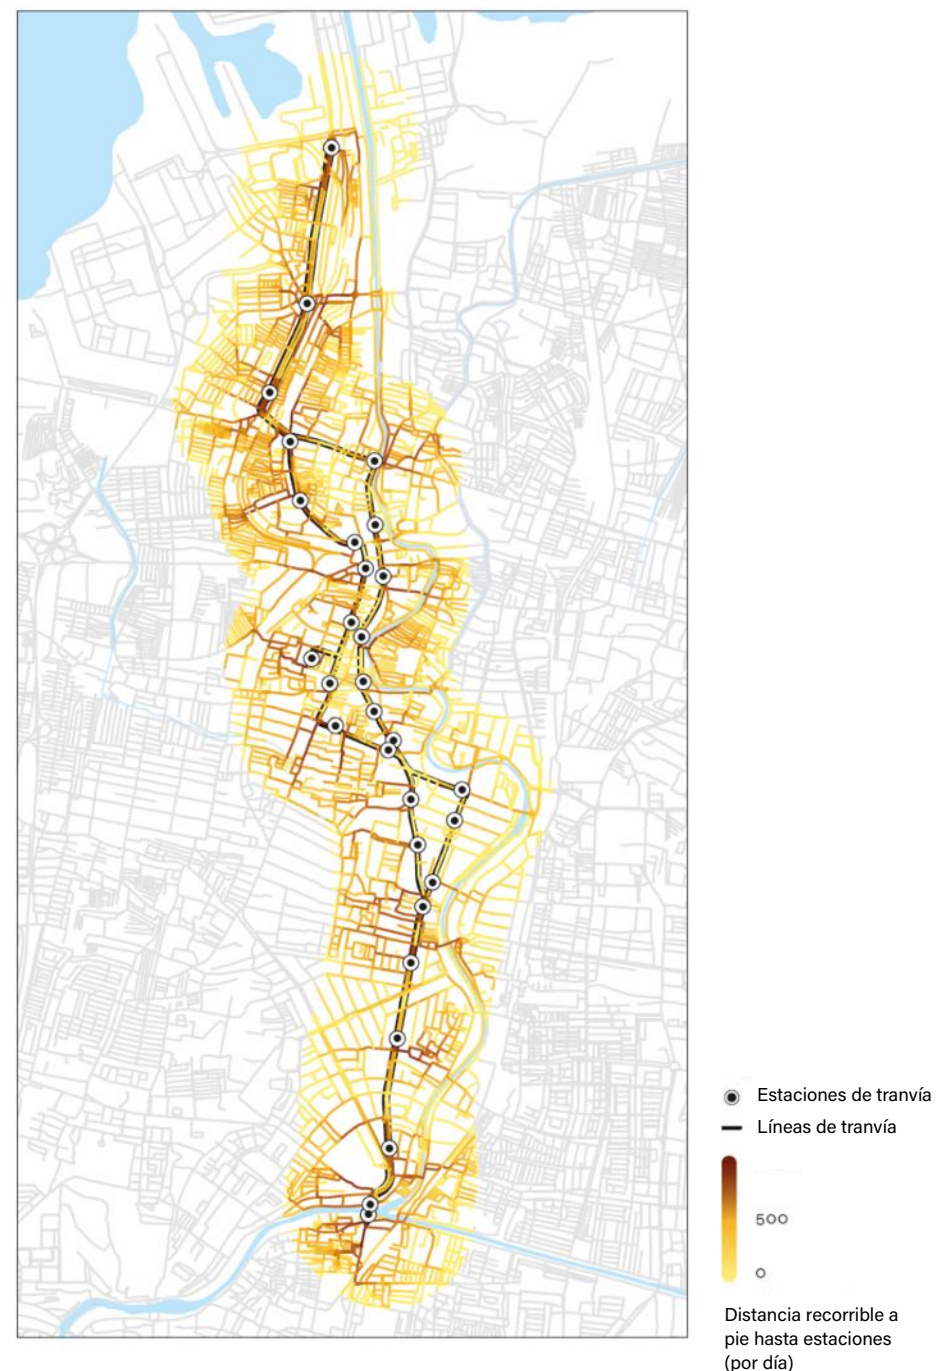 Estaciones de tranvía
Líneas de tranvía
500
0
Distancia recorrible a
pie hasta estaciones
(por día)